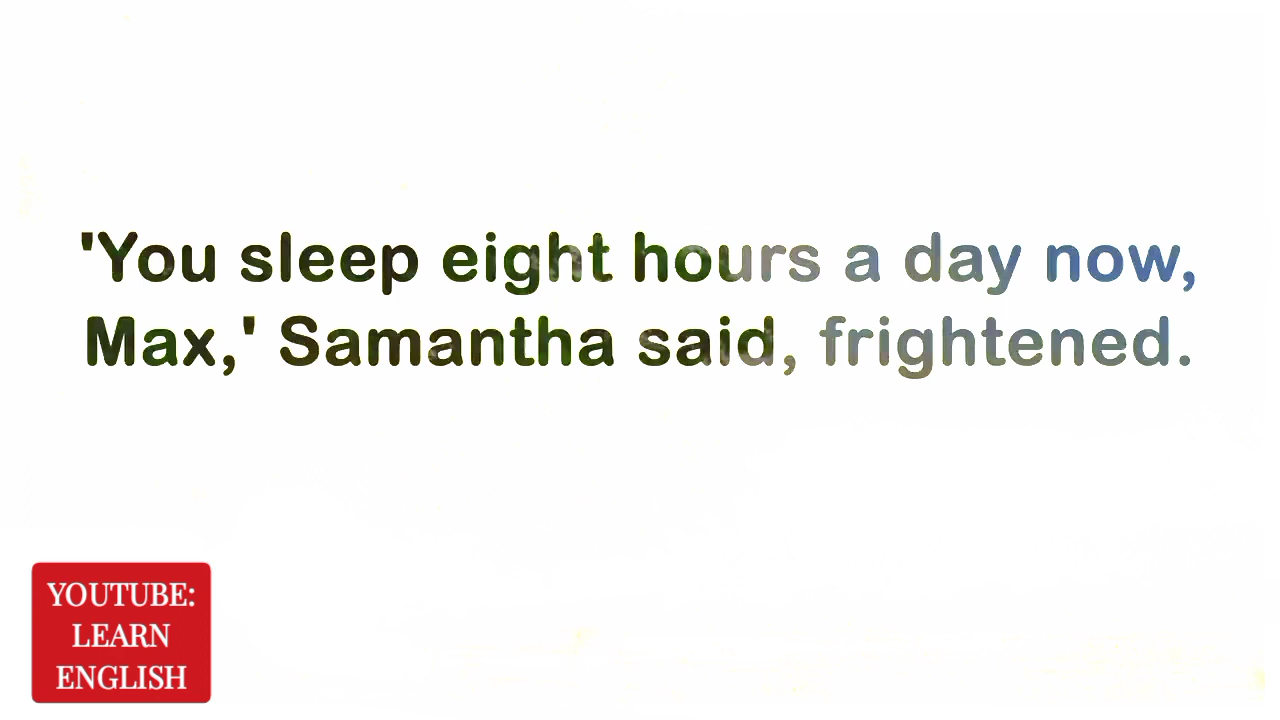 'You sleep eight hours a day now,
Max,' Samantha said, frightened.
YOUTUBE:
LEARN
ENGLISH